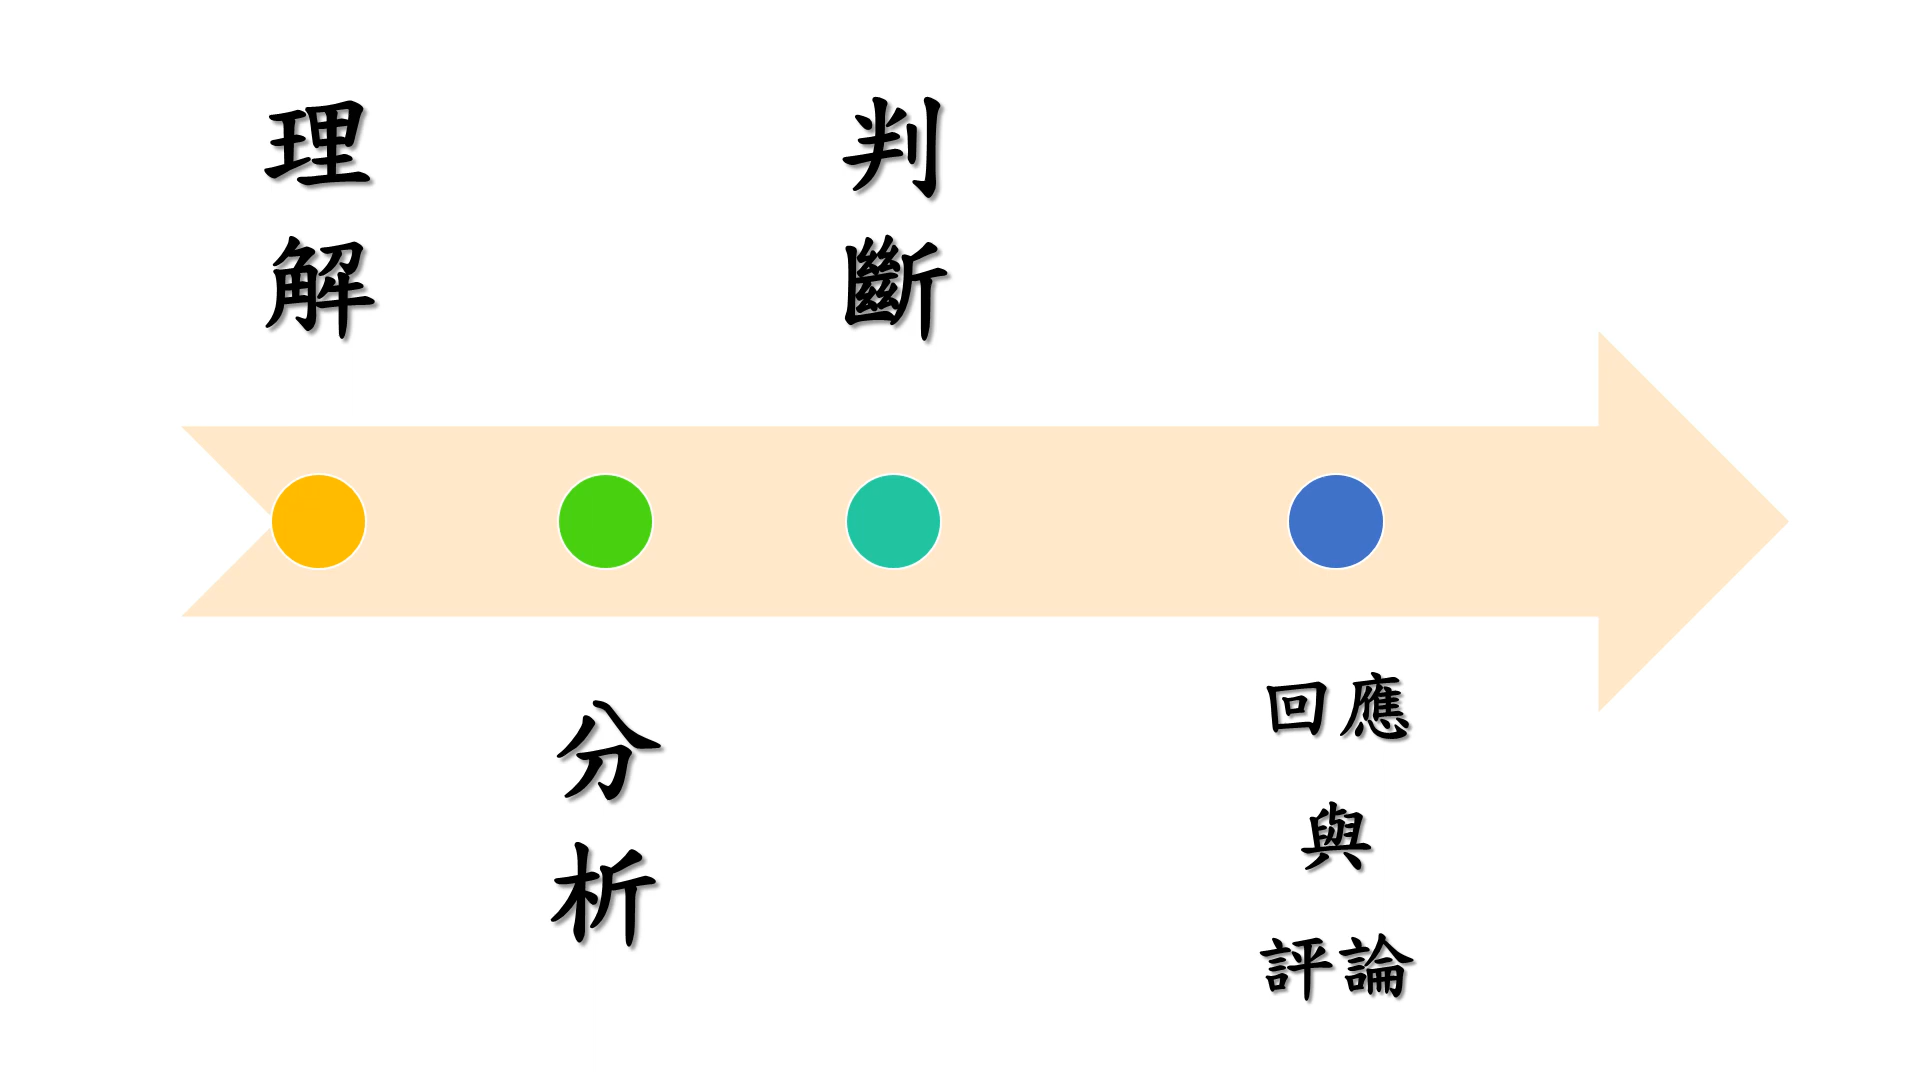 理
解
分
析
判
斷
回應
與
評論